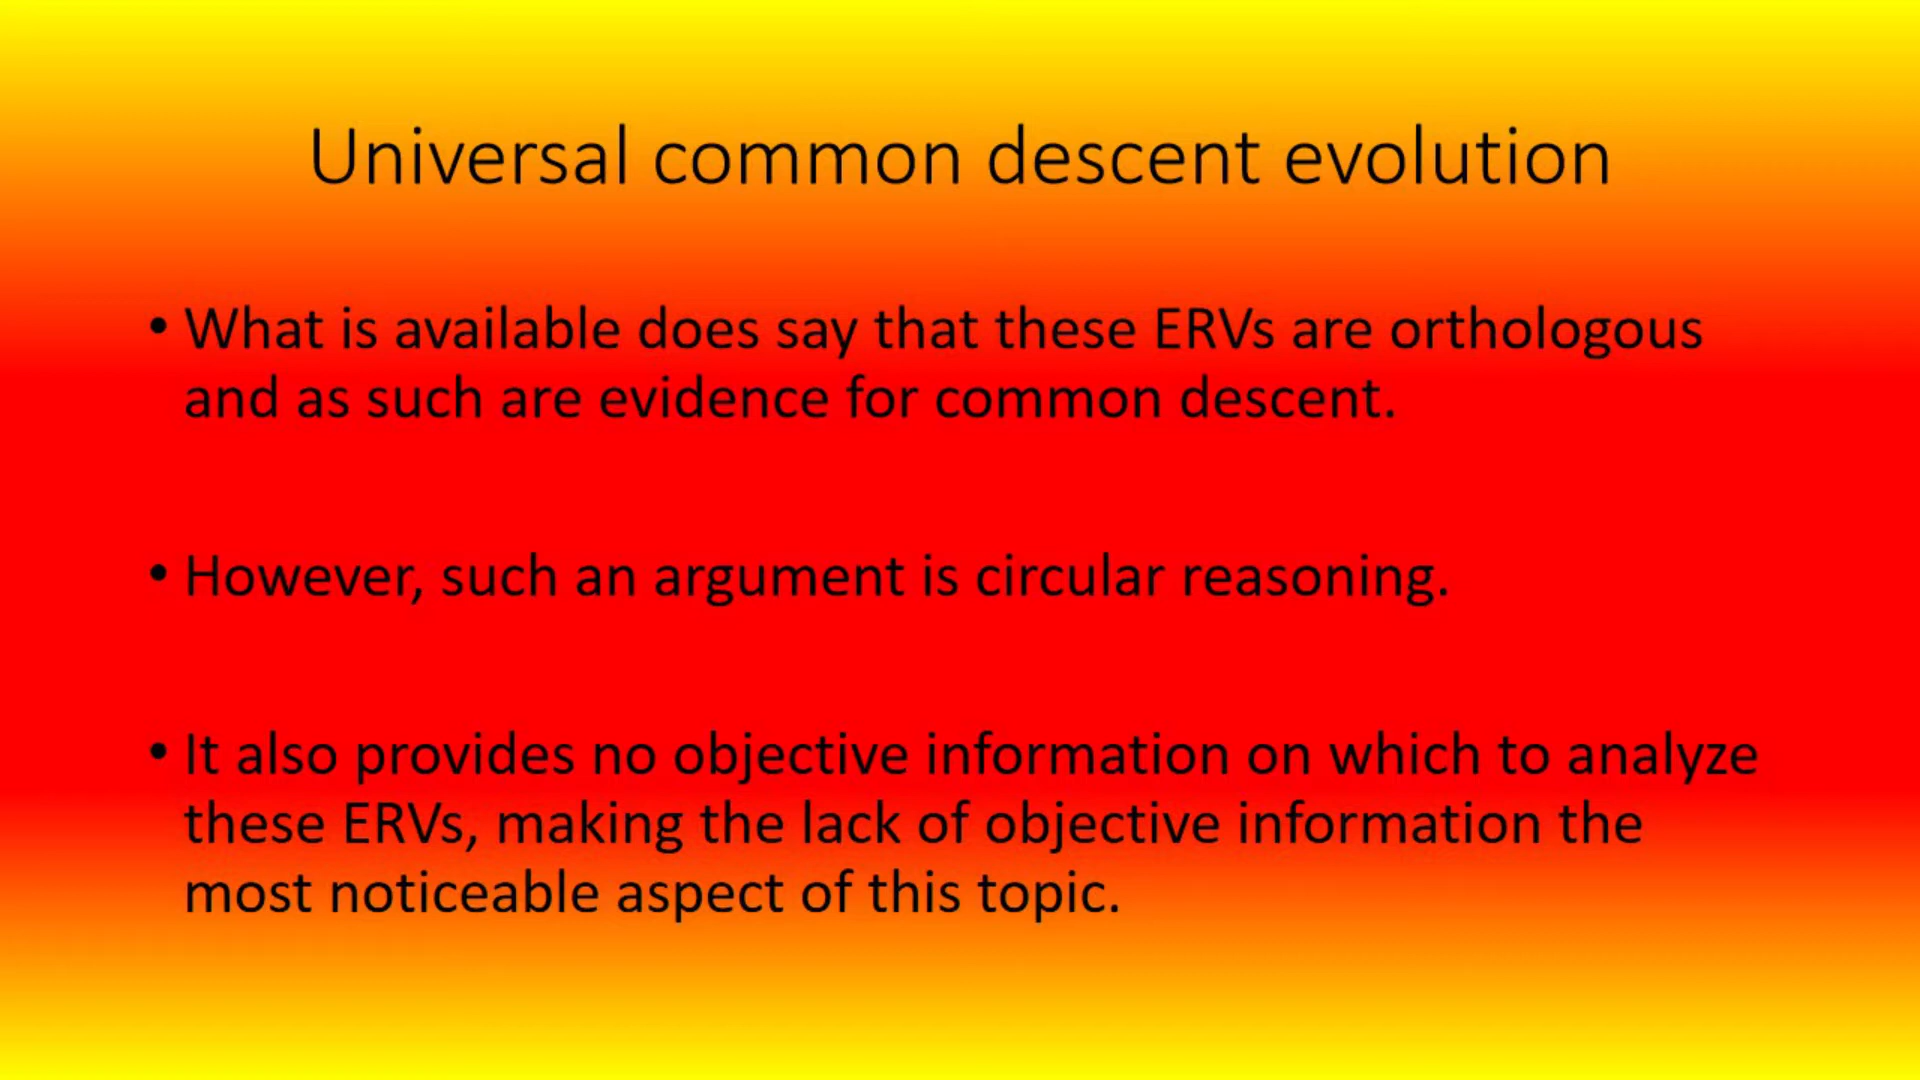 Universal common descent evolution
• What is available does say that these ERVs are orthologous
and as such are evidence for common descent.
• However, such an argument is circular reasoning.
• It also provides no objective information on which to analyze
these ERVs, making the lack of objective information the
most noticeable aspect of this topic.